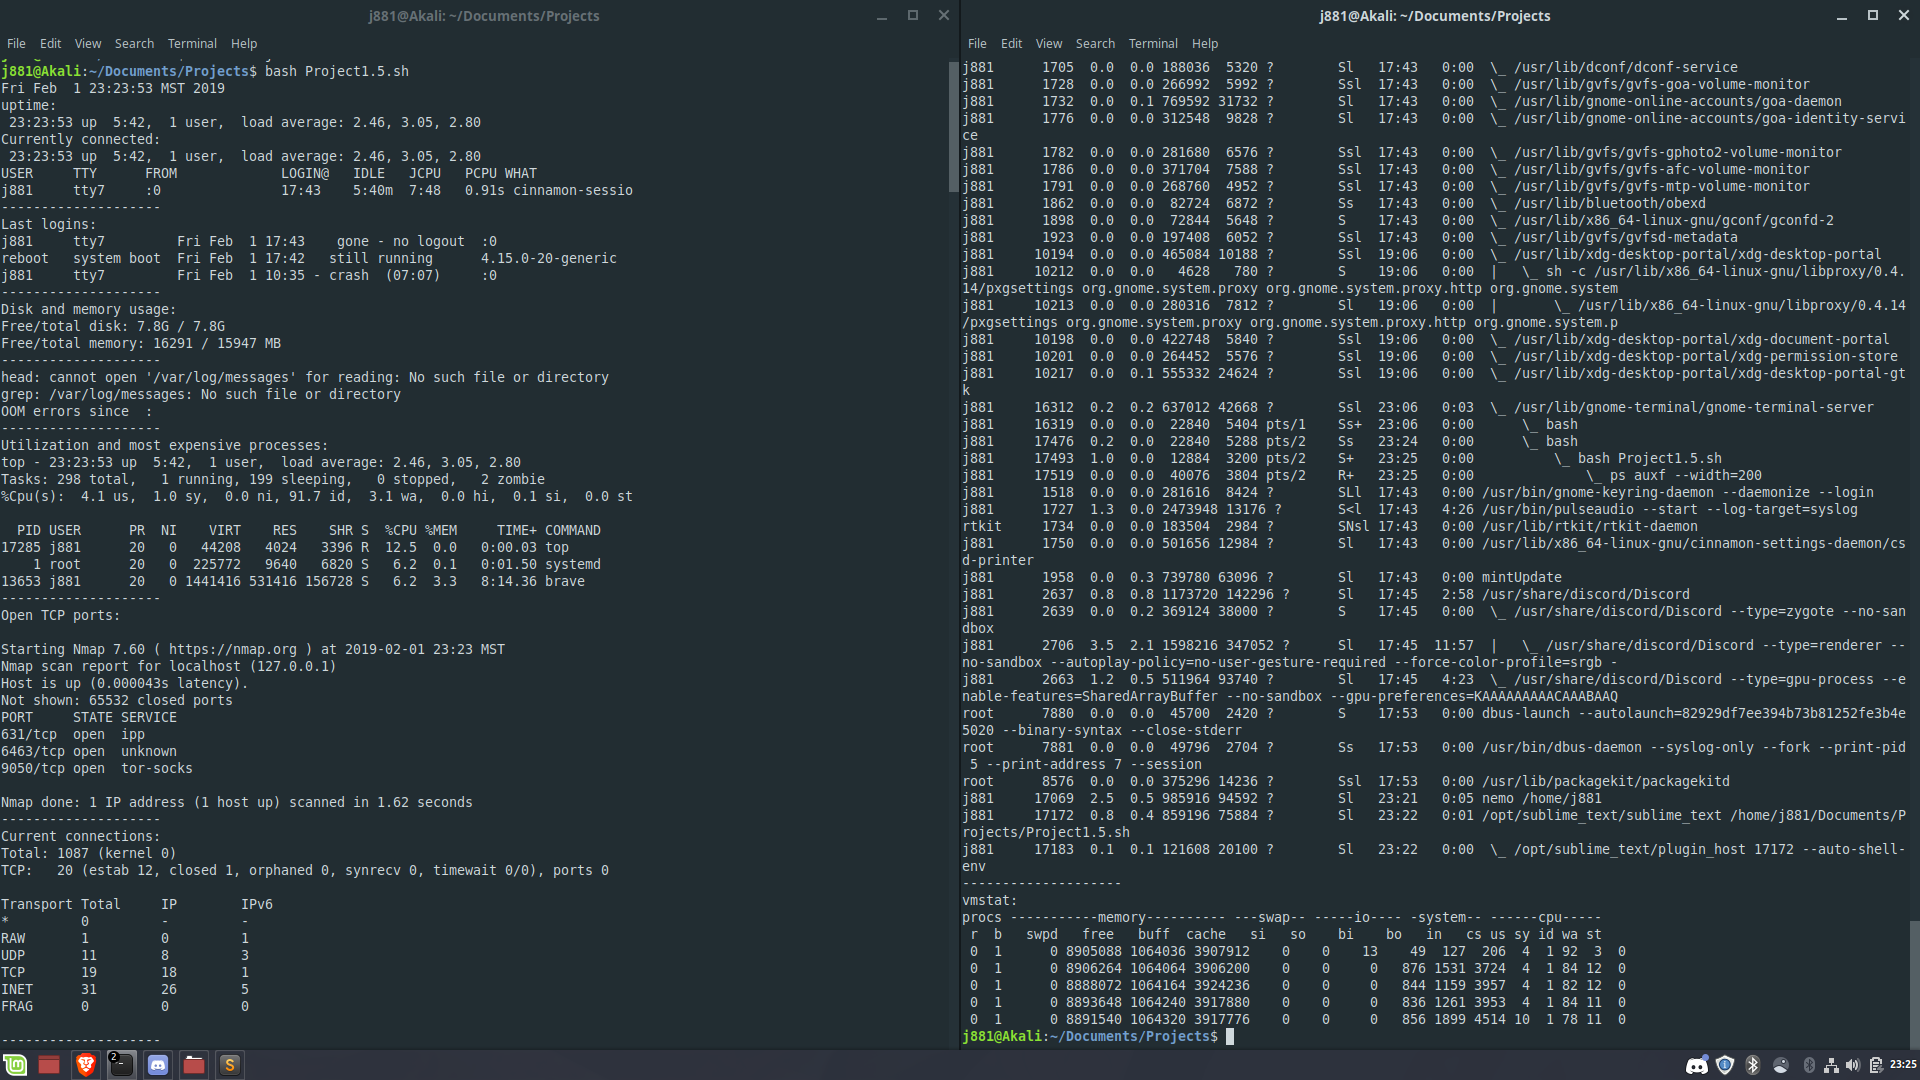 j881@Akali: ~/Documents/Projects
File Edit View Search Terminal Help
j881@Akali:~/Documents/Projects$ bash Project1.5.sh
Fri Feb  1 23:23:53 MST 2019
uptime:
 23:23:53 up  5:42,  1 user,  load average: 2.46, 3.05, 2.80
Currently connected:
 23:23:53 up  5:42,  1 user,  load average: 2.46, 3.05, 2.80
USER     TTY      FROM             LOGIN@   IDLE   JCPU   PCPU WHAT
j881     tty7     :0               17:43    5:40m  7:48   0.91s cinnamon-sessio
--------------------
Last logins:
j881     tty7         Fri Feb  1 17:43    gone - no logout  :0
reboot   system boot  Fri Feb  1 17:42   still running      4.15.0-20-generic
j881     tty7         Fri Feb  1 10:35 - crash  (07:07)     :0
--------------------
Disk and memory usage:
Free/total disk: 7.8G / 7.8G
Free/total memory: 16291 / 15947 MB
--------------------
head: cannot open '/var/log/messages' for reading: No such file or directory
grep: /var/log/messages: No such file or directory
OOM errors since  :
--------------------
Utilization and most expensive processes:
top - 23:23:53 up  5:42,  1 user,  load average: 2.46, 3.05, 2.80
Tasks: 298 total,   1 running, 199 sleeping,   0 stopped,   2 zombie
%Cpu(s):  4.1 us,  1.0 sy,  0.0 ni, 91.7 id,  3.1 wa,  0.0 hi,  0.1 si,  0.0 st
  PID USER      PR  NI    VIRT    RES    SHR S  %CPU %MEM     TIME+ COMMAND
17285 j881      20   0   44208   4024   3396 R  12.5  0.0   0:00.03 top
    1 root      20   0  225772   9640   6820 S   6.2  0.1   0:01.50 systemd
13653 j881      20   0 1441416 531416 156728 S   6.2  3.3   8:14.36 brave
--------------------
Open TCP ports:
Starting Nmap 7.60 ( https://nmap.org ) at 2019-02-01 23:23 MST
Nmap scan report for localhost (127.0.0.1)
Host is up (0.000043s latency).
Not shown: 65532 closed ports
PORT     STATE SERVICE
631/tcp  open  ipp
6463/tcp open  unknown
9050/tcp open  tor-socks
Nmap done: 1 IP address (1 host up) scanned in 1.62 seconds
--------------------
Current connections:
Total: 1087 (kernel 0)
TCP:   20 (estab 12, closed 1, orphaned 0, synrecv 0, timewait 0/0), ports 0
Transport Total     IP        IPv6
*         0         -         -
RAW       1         0         1
UDP       11        8         3
TCP       19        18        1
INET      31        26        5
FRAG      0         0         0
--------------------
j881@Akali: ~/Documents/Projects
File Edit View Search Terminal Help
j881      1705  0.0  0.0 188036  5320 ?        Sl   17:43   0:00  \_ /usr/lib/dconf/dconf-service
j881      1728  0.0  0.0 266992  5992 ?        Ssl  17:43   0:00  \_ /usr/lib/gvfs/gvfs-goa-volume-monitor
j881      1732  0.0  0.1 769592 31732 ?        Sl   17:43   0:00  \_ /usr/lib/gnome-online-accounts/goa-daemon
j881      1776  0.0  0.0 312548  9828 ?        Sl   17:43   0:00  \_ /usr/lib/gnome-online-accounts/goa-identity-servi
ce
j881      1782  0.0  0.0 281680  6576 ?        Ssl  17:43   0:00  \_ /usr/lib/gvfs/gvfs-gphoto2-volume-monitor
j881      1786  0.0  0.0 371704  7588 ?        Ssl  17:43   0:00  \_ /usr/lib/gvfs/gvfs-afc-volume-monitor
j881      1791  0.0  0.0 268760  4952 ?        Ssl  17:43   0:00  \_ /usr/lib/gvfs/gvfs-mtp-volume-monitor
j881      1862  0.0  0.0  82724  6872 ?        Ss   17:43   0:00  \_ /usr/lib/bluetooth/obexd
j881      1898  0.0  0.0  72844  5648 ?        S    17:43   0:00  \_ /usr/lib/x86_64-linux-gnu/gconf/gconfd-2
j881      1923  0.0  0.0 197408  6052 ?        Ssl  17:43   0:00  \_ /usr/lib/gvfs/gvfsd-metadata
j881     10194  0.0  0.0 465084 10188 ?        Ssl  19:06   0:00  \_ /usr/lib/xdg-desktop-portal/xdg-desktop-portal
j881     10212  0.0  0.0   4628   780 ?        S    19:06   0:00  |   \_ sh -c /usr/lib/x86_64-linux-gnu/libproxy/0.4.
14/pxgsettings org.gnome.system.proxy org.gnome.system.proxy.http org.gnome.system
j881     10213  0.0  0.0 280316  7812 ?        Sl   19:06   0:00  |       \_ /usr/lib/x86_64-linux-gnu/libproxy/0.4.14
/pxgsettings org.gnome.system.proxy org.gnome.system.proxy.http org.gnome.system.p
j881     10198  0.0  0.0 422748  5840 ?        Ssl  19:06   0:00  \_ /usr/lib/xdg-desktop-portal/xdg-document-portal
j881     10201  0.0  0.0 264452  5576 ?        Ssl  19:06   0:00  \_ /usr/lib/xdg-desktop-portal/xdg-permission-store
j881     10217  0.0  0.1 555332 24624 ?        Ssl  19:06   0:00  \_ /usr/lib/xdg-desktop-portal/xdg-desktop-portal-gt
k
j881     16312  0.2  0.2 637012 42668 ?        Ssl  23:06   0:03  \_ /usr/lib/gnome-terminal/gnome-terminal-server
j881     16319  0.0  0.0  22840  5404 pts/1    Ss+  23:06   0:00      \_ bash
j881     17476  0.2  0.0  22840  5288 pts/2    Ss   23:24   0:00      \_ bash
j881     17493  1.0  0.0  12884  3200 pts/2    S+   23:25   0:00          \_ bash Project1.5.sh
j881     17519  0.0  0.0  40076  3804 pts/2    R+   23:25   0:00              \_ ps auxf --width=200
j881      1518  0.0  0.0 281616  8424 ?        SLl  17:43   0:00 /usr/bin/gnome-keyring-daemon --daemonize --login
j881      1727  1.3  0.0 2473948 13176 ?       S<l  17:43   4:26 /usr/bin/pulseaudio --start --log-target=syslog
rtkit     1734  0.0  0.0 183504  2984 ?        SNsl 17:43   0:00 /usr/lib/rtkit/rtkit-daemon
j881      1750  0.0  0.0 501656 12984 ?        Sl   17:43   0:00 /usr/lib/x86_64-linux-gnu/cinnamon-settings-daemon/cs
d-printer
j881      1958  0.0  0.3 739780 63096 ?        Sl   17:43   0:00 mintUpdate
j881      2637  0.8  0.8 1173720 142296 ?      Sl   17:45   2:58 /usr/share/discord/Discord
j881      2639  0.0  0.2 369124 38000 ?        S    17:45   0:00  \_ /usr/share/discord/Discord --type=zygote --no-san
dbox
j881      2706  3.5  2.1 1598216 347052 ?      Sl   17:45  11:57  |   \_ /usr/share/discord/Discord --type=renderer --
no-sandbox --autoplay-policy=no-user-gesture-required --force-color-profile=srgb -
j881      2663  1.2  0.5 511964 93740 ?        Sl   17:45   4:23  \_ /usr/share/discord/Discord --type=gpu-process --e
nable-features=SharedArrayBuffer --no-sandbox --gpu-preferences=KAAAAAAAAACAAABAAQ
root      7880  0.0  0.0  45700  2420 ?        S    17:53   0:00 dbus-launch --autolaunch=82929df7ee394b73b81252fe3b4e
5020 --binary-syntax --close-stderr
root      7881  0.0  0.0  49796  2704 ?        Ss   17:53   0:00 /usr/bin/dbus-daemon --syslog-only --fork --print-pid
 5 --print-address 7 --session
root      8576  0.0  0.0 375296 14236 ?        Ssl  17:53   0:00 /usr/lib/packagekit/packagekitd
j881     17069  2.5  0.5 985916 94592 ?        Sl   23:21   0:05 nemo /home/j881
j881     17172  0.8  0.4 859196 75884 ?        Sl   23:22   0:01 /opt/sublime_text/sublime_text /home/j881/Documents/P
rojects/Project1.5.sh
j881     17183  0.1  0.1 121608 20100 ?        Sl   23:22   0:00  \_ /opt/sublime_text/plugin_host 17172 --auto-shell-
env
--------------------
vmstat:
procs -----------memory---------- ---swap-- -----io---- -system-- ------cpu-----
 r  b   swpd   free   buff  cache   si   so    bi    bo   in   cs us sy id wa st
 0  1      0 8905088 1064036 3907912    0    0    13    49  127  206  4  1 92  3  0
 0  1      0 8906264 1064064 3906200    0    0     0   876 1531 3724  4  1 84 12  0
 0  1      0 8888072 1064164 3924236    0    0     0   844 1159 3957  4  1 82 12  0
 0  1      0 8893648 1064240 3917880    0    0     0   836 1261 3953  4  1 84 11  0
 0  1      0 8891540 1064320 3917776    0    0     0   856 1899 4514 10  1 78 11  0
j881@Akali:~/Documents/Projects$
2
23:25